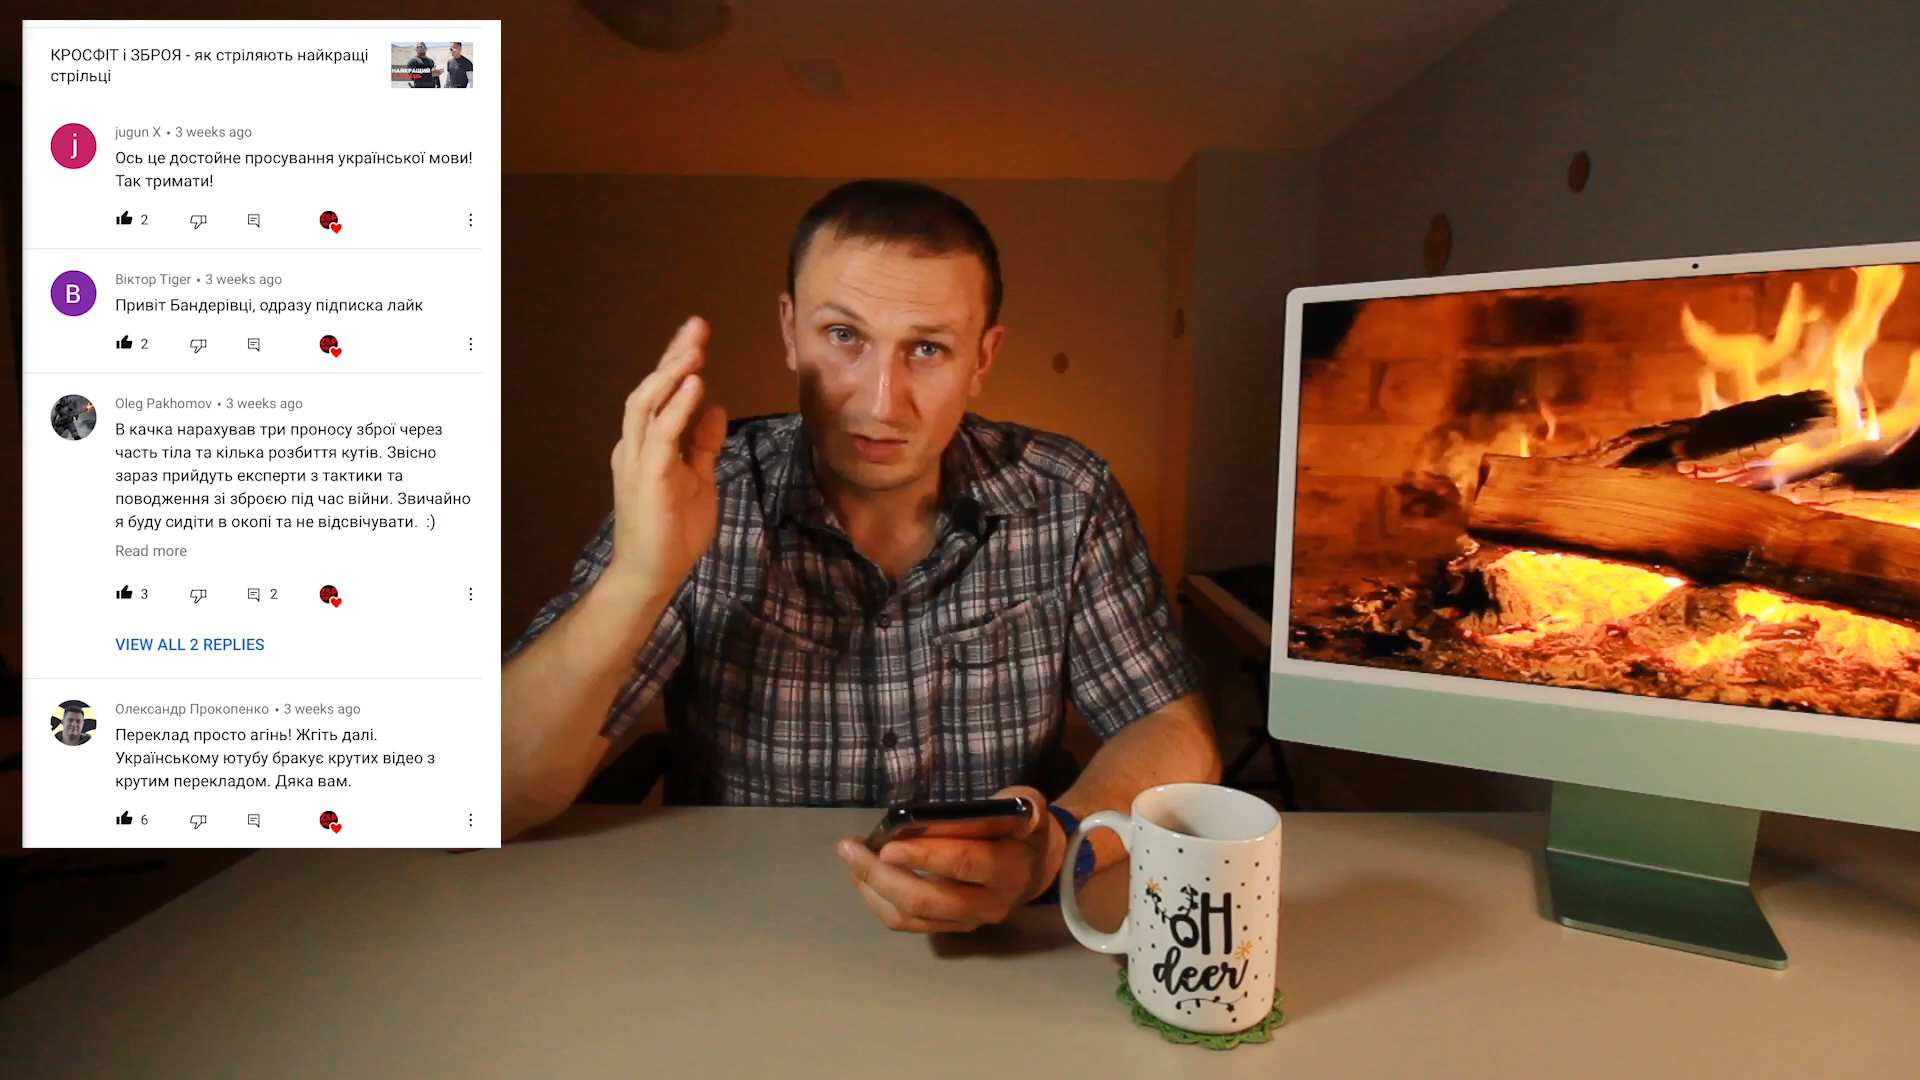 КРОСФІТ і ЗБРОЯ - як стріляють найкращі
стрільці
НАЙКРАЩИЙ
j
jugun X • 3 weeks ago
Ось це достойне просування української мови!
Так тримати!
2
В
Віктор Tiger • 3 weeks ago
Привіт Бандерівці, одразу підписка лайк
2
Oleg Pakhomov • 3 weeks ago
В качка нарахував три проносу зброї через
часть тіла та кілька розбиття кутів. Звісно
зараз прийдуть експерти з тактики та
поводження зі зброєю під час війни. Звичайно
я буду сидіти в окопі та не відсвічувати. :)
Read more
3 2
VIEW ALL 2 REPLIES
Олександр Прокопенко • 3 weeks ago
Переклад просто агінь! Жгіть далі.
Українському ютубу бракує крутих відео з
крутим перекладом. Дяка вам.
6
oH
deer